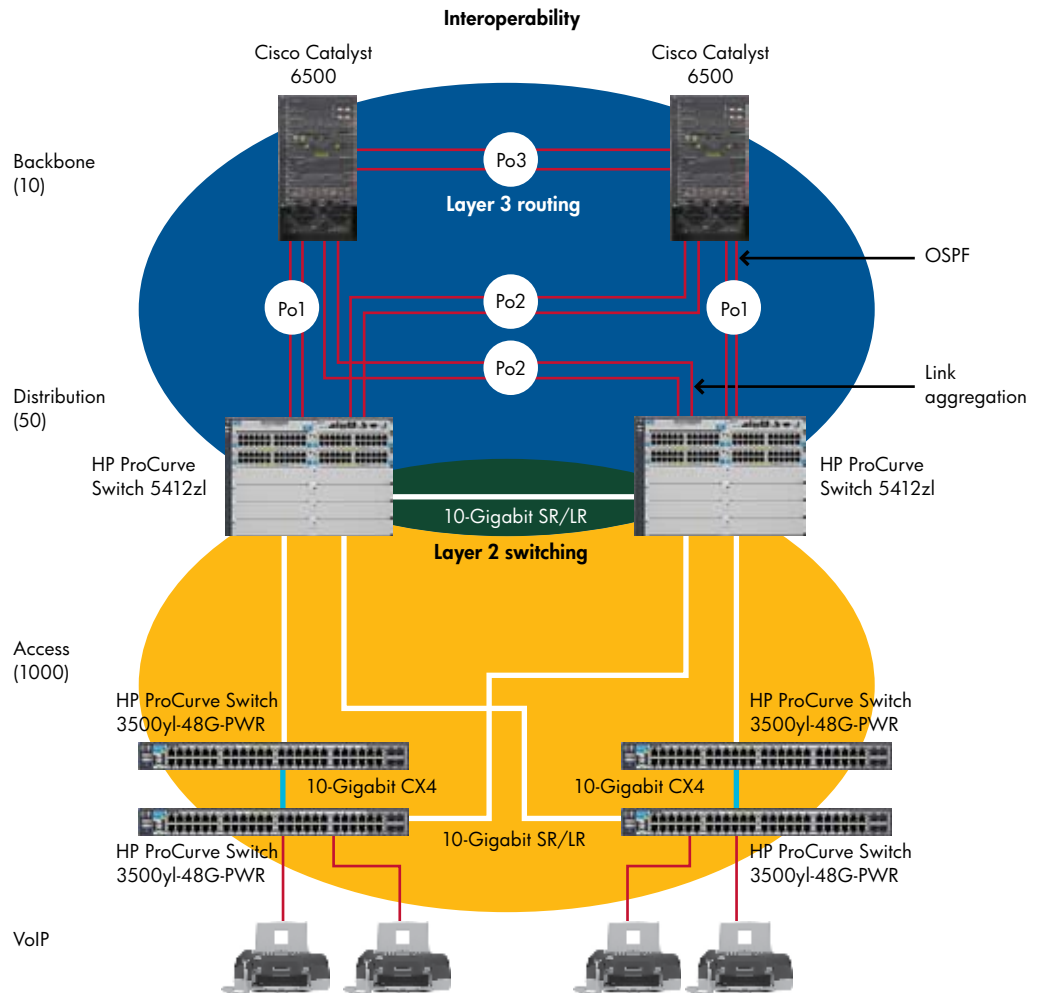 Interoperability
Cisco Catalyst
6500
Cisco Catalyst
6500
Backbone
(10)
Po3
Layer 3 routing
OSPF
Po1
Po2
Po1
Po2
Link
aggregation
Distribution
(50)
HP ProCurve
Switch 5412zl
HP ProCurve
Switch 5412zl
10-Gigabit SR/LR
Layer 2 switching
Access
(1000)
HP ProCurve Switch
3500yl-48G-PWR
HP ProCurve Switch
3500yl-48G-PWR
10-Gigabit CX4
10-Gigabit CX4
10-Gigabit SR/LR
HP ProCurve Switch
3500yl-48G-PWR
HP ProCurve Switch
3500yl-48G-PWR
VoIP